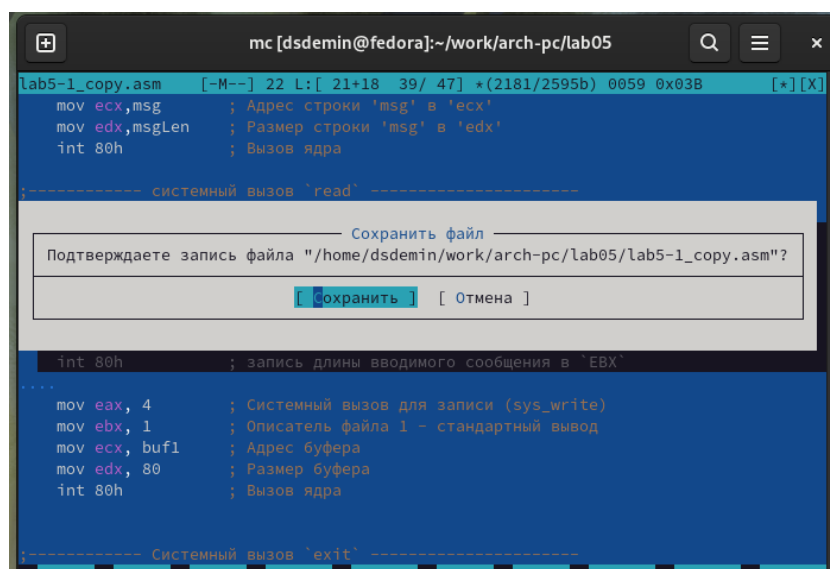 mc [dsdemin@fedora]:~/work/arch-pc/lab05
lab5-1_copy.asm [-M--] 22 L:[ 21+18 39/ 47] *(2181/2595b) 0059 0x03B [*][X]
mov ecx,msg ; Адрес строки 'msg' в 'ecx'
mov edx,msgLen ; Размер строки 'msg' в 'edx'
int 80h ; Вызов ядра
;------------ системный вызов `read` ----------------------
Сохранить файл
Подтверждаете запись файла "/home/dsdemin/work/arch-pc/lab05/lab5-1_copy.asm"?
[ Сохранить ] [ Отмена ]
int 80h ; запись длины вводимого сообщения в `EBX`
....
mov eax, 4 ; Системный вызов для записи (sys_write)
mov ebx, 1 ; Описатель файла 1 - стандартный вывод
mov ecx, buf1 ; Адрес буфера
mov edx, 80 ; Размер буфера
int 80h ; Вызов ядра
;------------ Системный вызов `exit` ----------------------